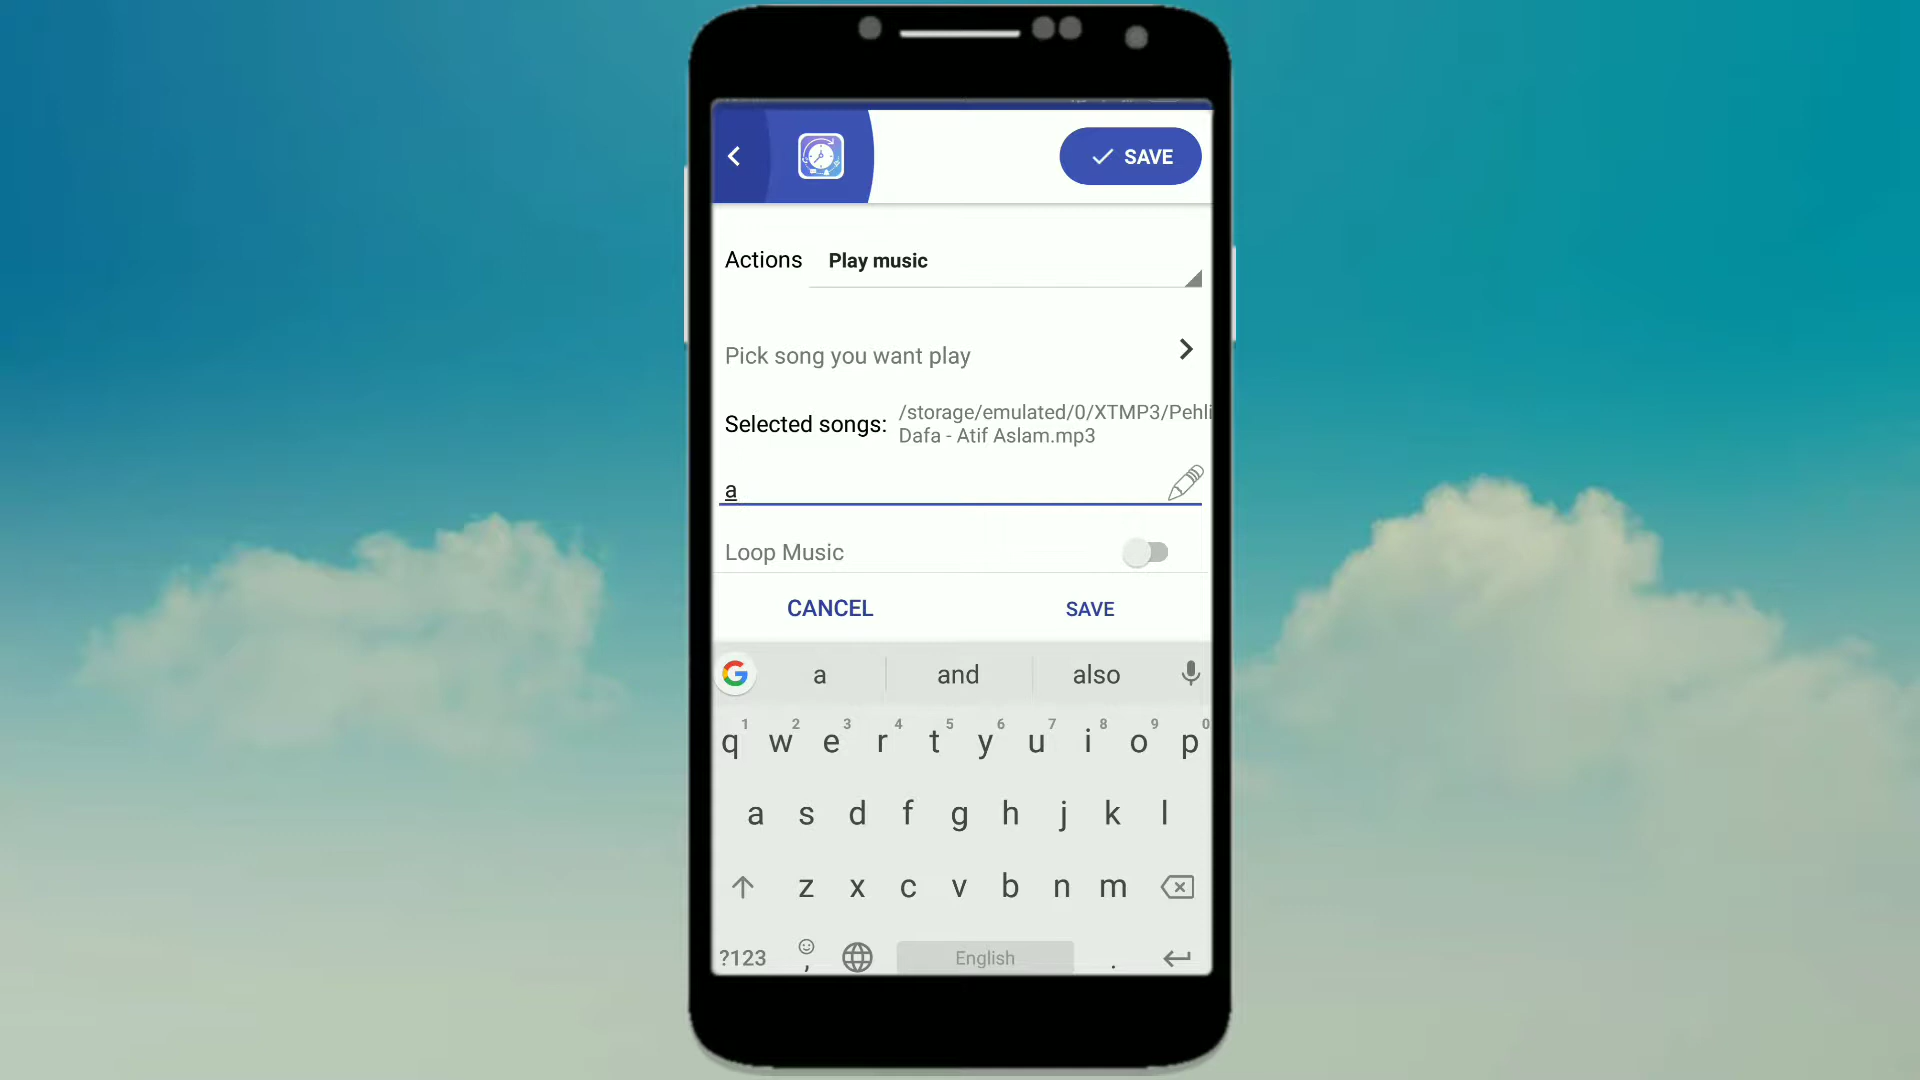 SAVE
Actions Play music
Pick song you want play
Selected songs: /storage/emulated/0/XTMP3/Pehli
Dafa - Atif Aslam.mp3
a
Loop Music
CANCEL SAVE
a and also
1 2 3 4 5 6 7 8 9 0
q w e r t y u i o p
a s d f g h j k l
z x c v b n m
?123 , English .